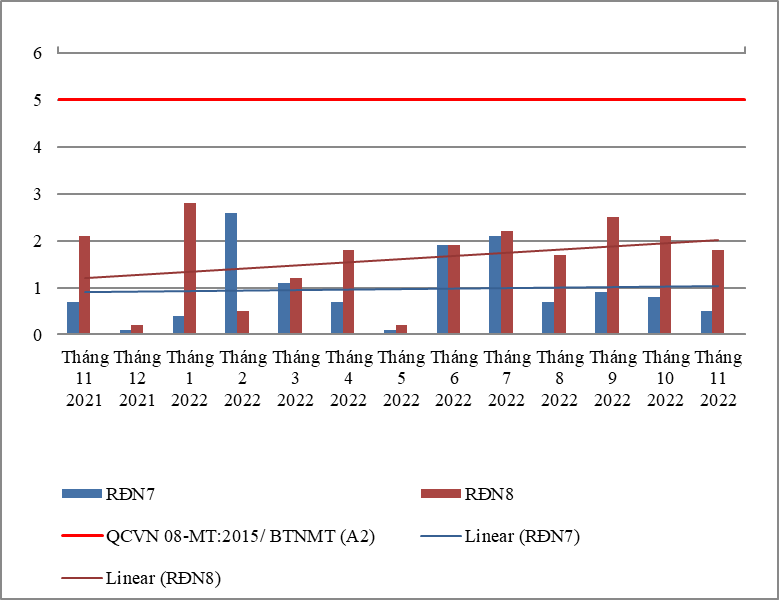 6
5
4
3
2
1
0
Tháng Tháng Tháng Tháng Tháng Tháng Tháng Tháng Tháng Tháng Tháng Tháng Tháng
11 12 1 2 3 4 5 6 7 8 9 10 11
2021 2021 2022 2022 2022 2022 2022 2022 2022 2022 2022 2022 2022
RĐN7 RĐN8
QCVN 08-MT:2015/ BTNMT (A2) Linear (RĐN7)
Linear (RĐN8)